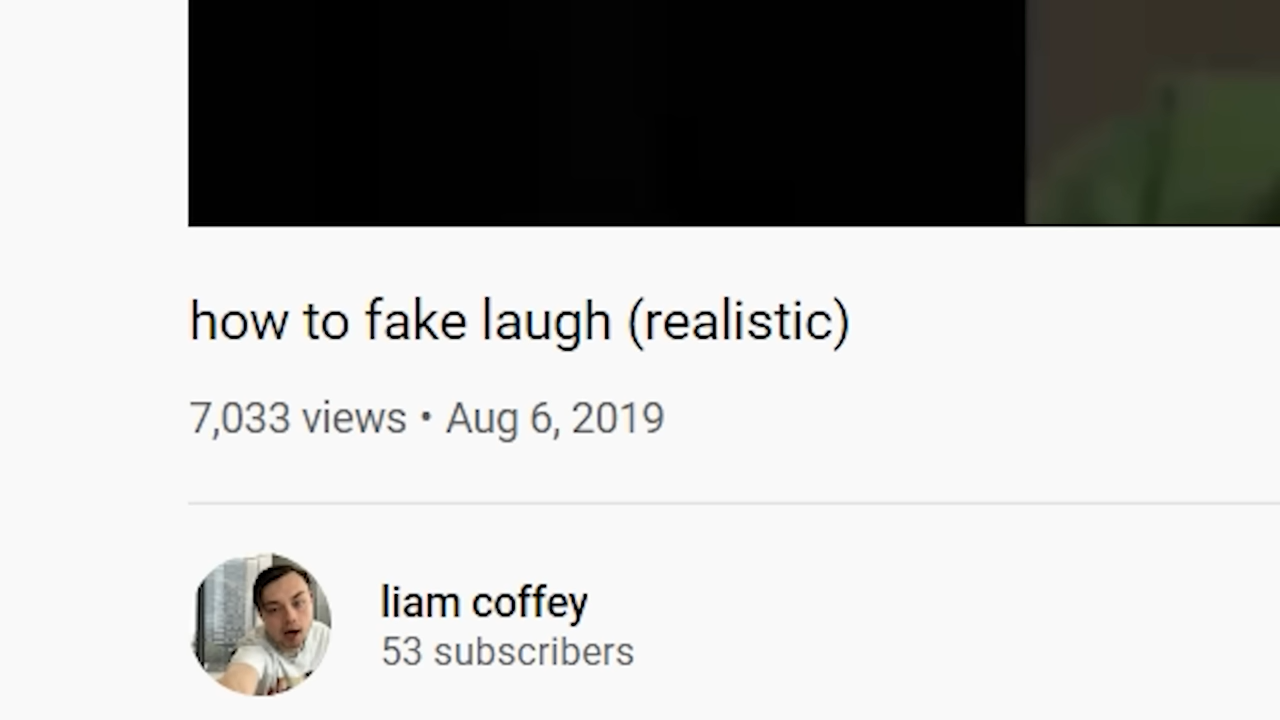 how to fake laugh (realistic)
7,033 views • Aug 6, 2019
liam coffey
53 subscribers